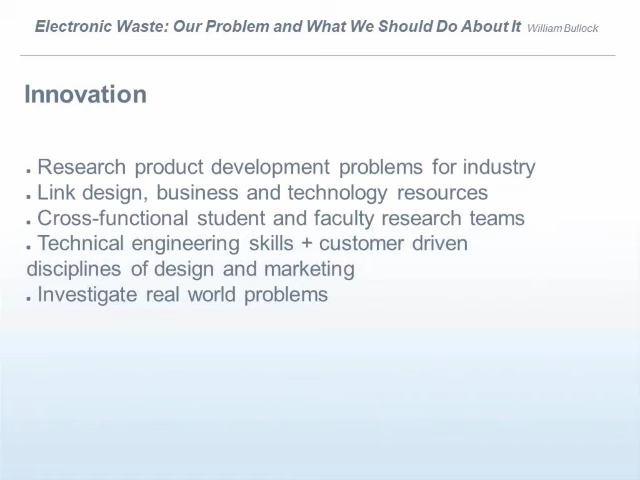 Electronic Waste: Our Problem and What We Should Do About It William Bullock
Innovation
. Research product development problems for industry
. Link design, business and technology resources
. Cross-functional student and faculty research teams
. Technical engineering skills + customer driven
disciplines of design and marketing
. Investigate real world problems